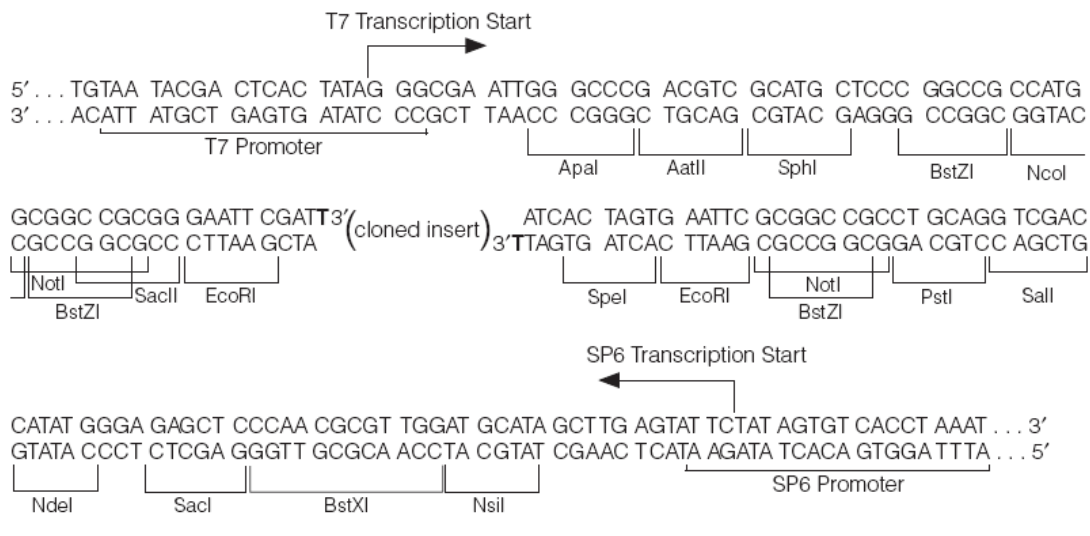 T7 Transcription Start
5′ . . . TGTAA TACGA CTCAC TATAG GGCGA ATTGG GCCCG ACGTC GCATG CTCCC GGCCG CCATG
3′ . . . ACATT ATGCT GAGTG ATATC CCGCT TAACC CGGGC TGCAG CGTAC GAGGG CCGGC GGTAC
T7 Promoter
ApaI AatII SphI BstZI NcoI
GCGGC CGCGG GAATT CGATT3′ (cloned insert) ATCAC TAGTG AATTC GCGGC CGCCT GCAGG TCGAC
CGCCG GCGCC CTTAA GCTA 3′TTAGTG ATCAC TTAAG CGCCG GCGGA CGTCC AGCTG
NotI SacII EcoRI SpeI EcoRI NotI PstI SalI
BstZI BstZI
SP6 Transcription Start
CATAT GGGA GAGCT CCCAA CGCGT TGGAT GCATA GCTTG AGTAT TCTAT AGTGT CACCT AAAT . . . 3′
GTATA CCCT CTCGA GGGTT GCGCA ACCTA CGTAT CGAAC TCATA AGATA TCACA GTGGA TTTA . . . 5′
SP6 Promoter
NdeI SacI BstXI NsiI